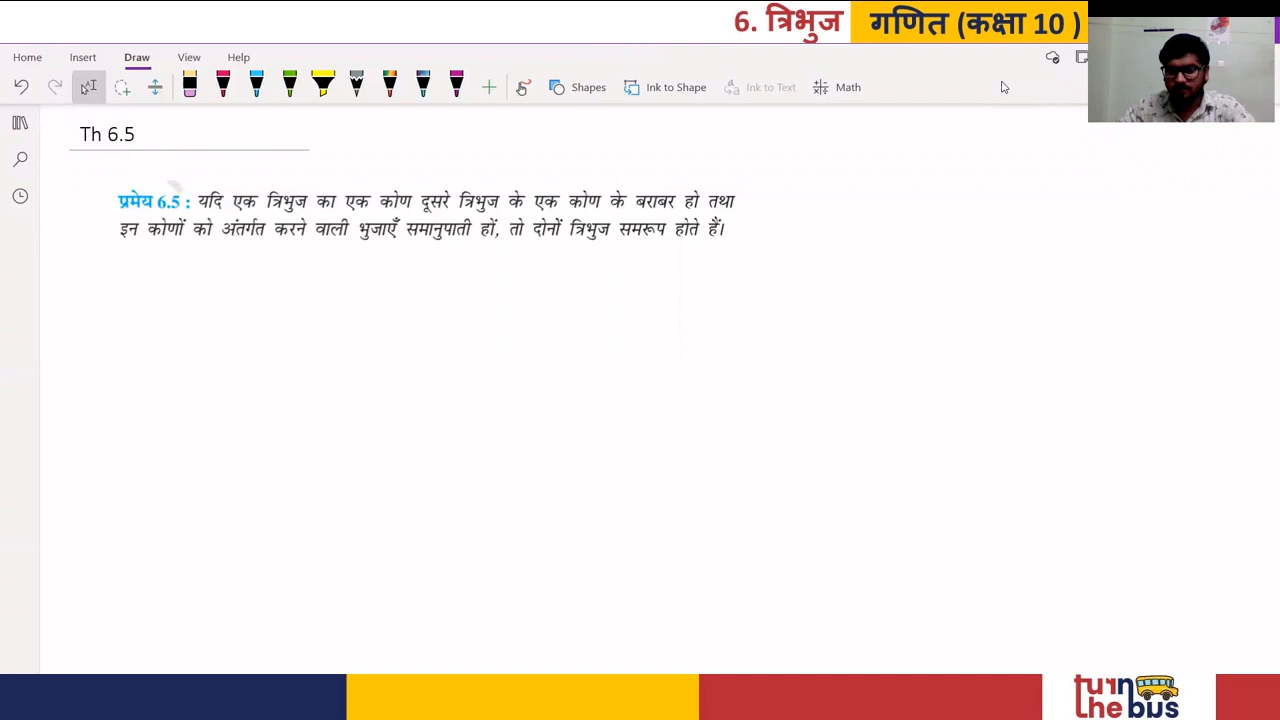 6. त्रिभुज गणित (कक्षा 10 )
Home Insert Draw View Help
Shapes Ink to Shape Ink to Text Math
Th 6.5
प्रमेय 6.5 : यदि एक त्रिभुज का एक कोण दूसरे त्रिभुज के एक कोण के बराबर हो तथा
इन कोणों को अंतर्गत करने वाली भुजाएँ समानुपाती हों, तो दोनों त्रिभुज समरूप होते हैं।
turn
the bus